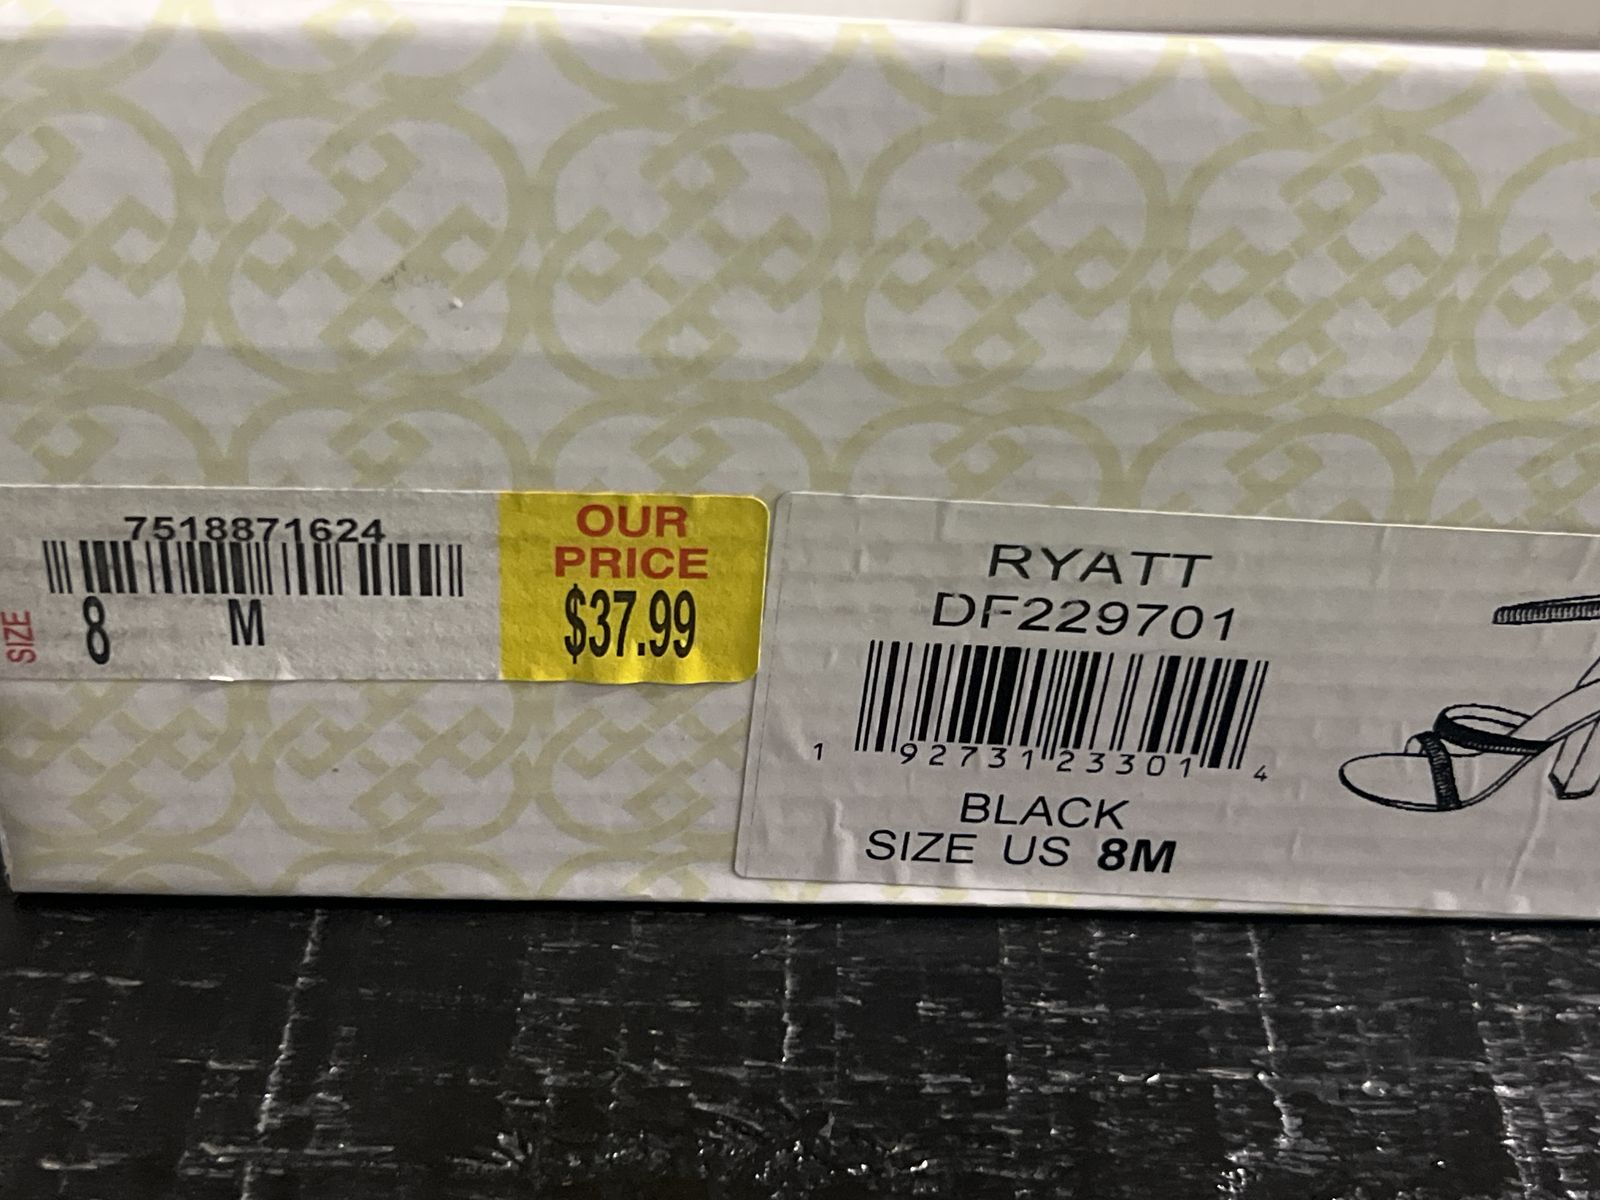 7518871624
SIZE
8 M
OUR
PRICE
$37.99
RYATT
DF229701
1 92731 23301 4
BLACK
SIZE US 8M